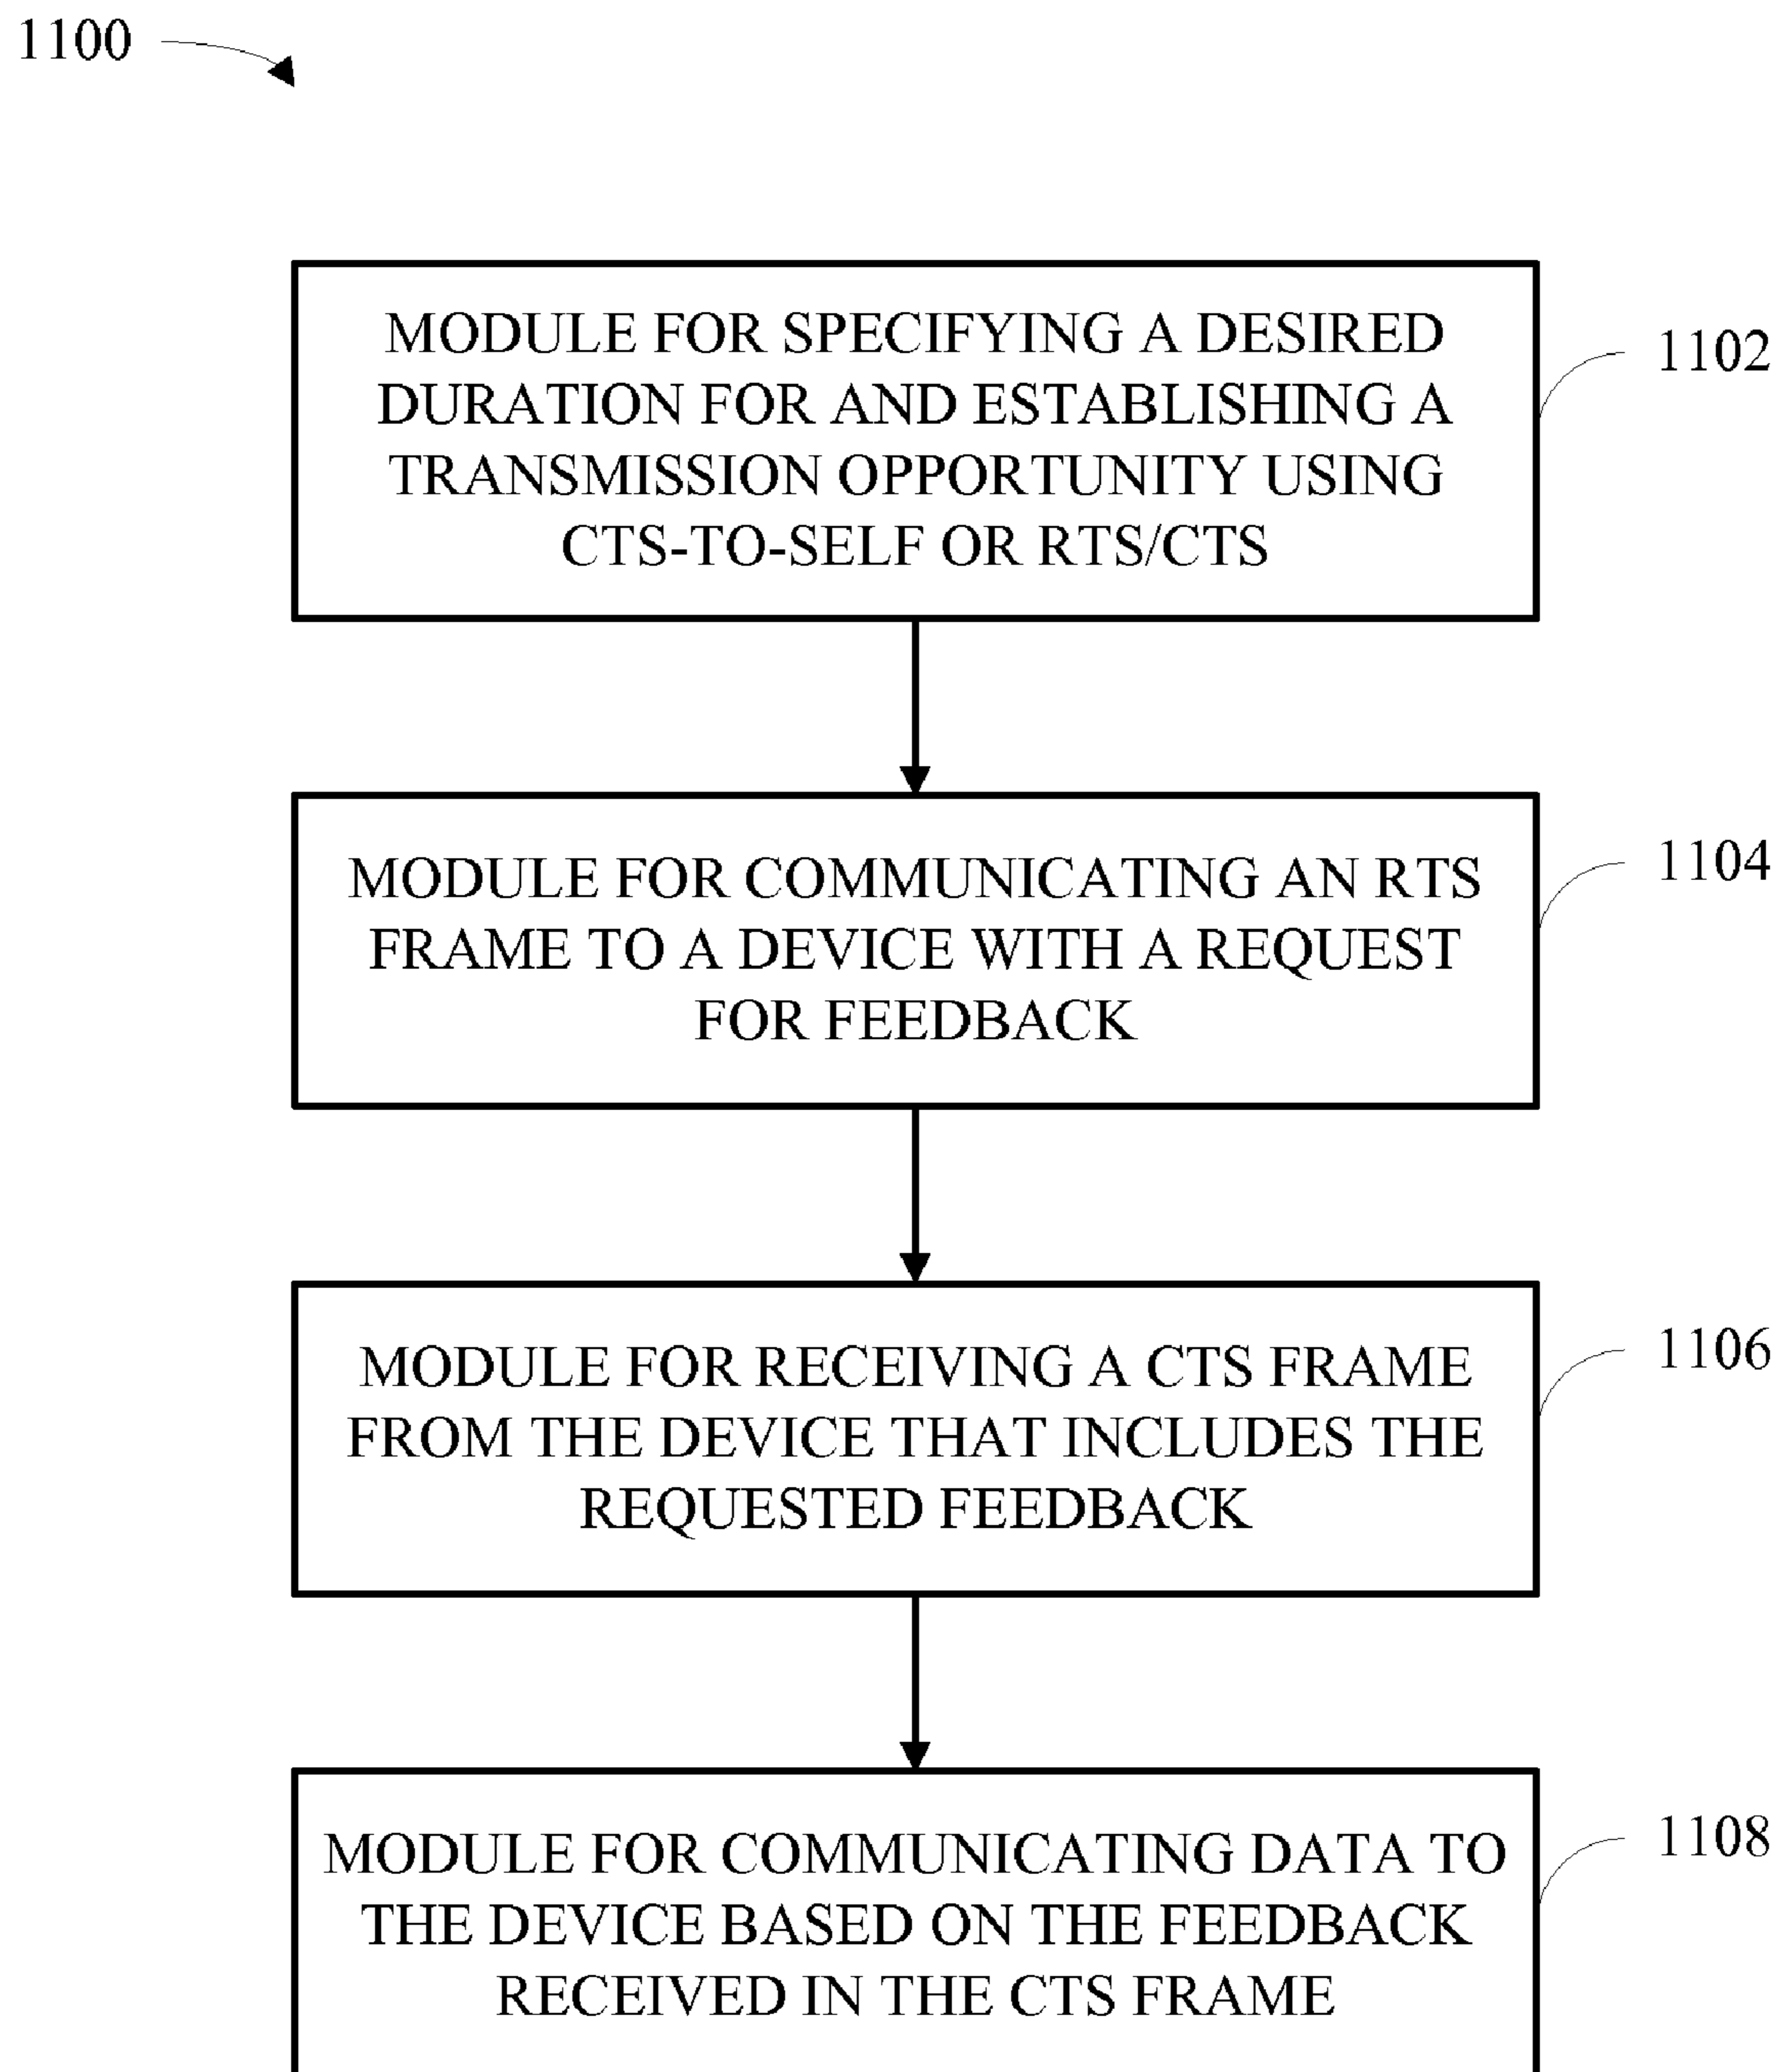 1100
MODULE FOR SPECIFYING A DESIRED
DURATION FOR AND ESTABLISHING A
TRANSMISSION OPPORTUNITY USING
CTS-TO-SELF OR RTS/CTS
1102
MODULE FOR COMMUNICATING AN RTS
FRAME TO A DEVICE WITH A REQUEST
FOR FEEDBACK
1104
MODULE FOR RECEIVING A CTS FRAME
FROM THE DEVICE THAT INCLUDES THE
REQUESTED FEEDBACK
1106
MODULE FOR COMMUNICATING DATA TO
THE DEVICE BASED ON THE FEEDBACK
RECEIVED IN THE CTS FRAME
1108